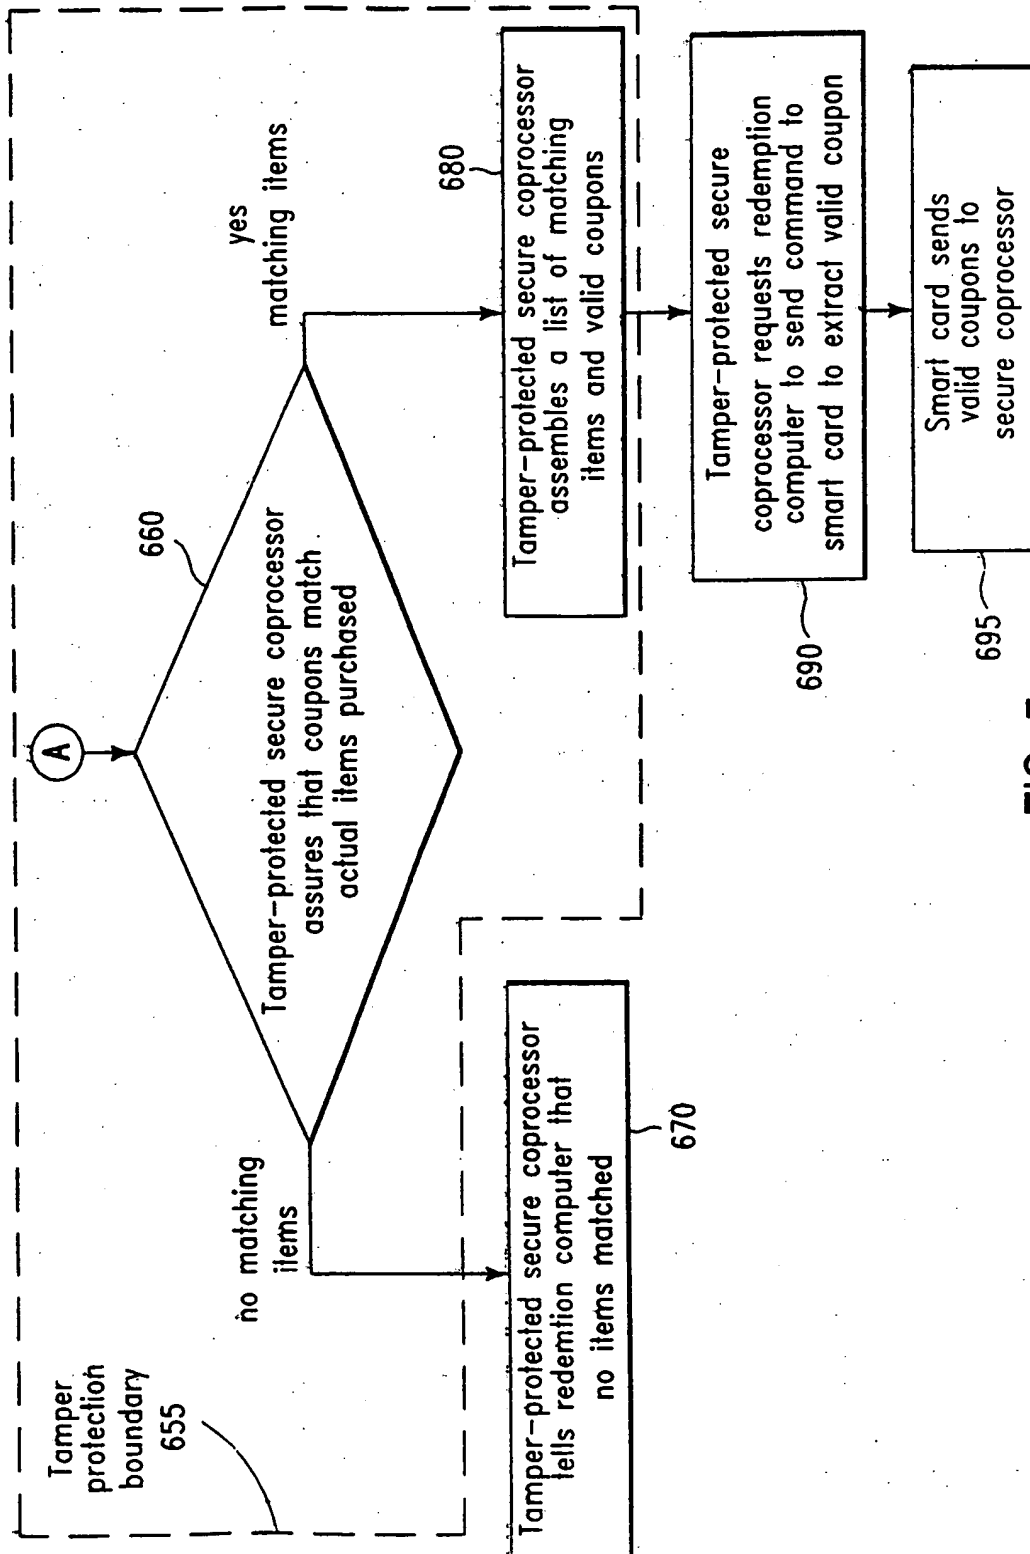 Tamper
protection
boundary
655
A
660
Tamper-protected secure coprocessor
assures that coupons match
actual items purchased
no matching
items
yes
matching items
Tamper-protected secure coprocessor
tells redemtion computer that
no items matched
670
680
Tamper-protected secure coprocessor
assembles a list of matching
items and valid coupons
Tamper-protected secure
coprocessor requests redemption
computer to send command to
smart card to extract valid coupon
690
Smart card sends
valid coupons to
secure coprocessor
695